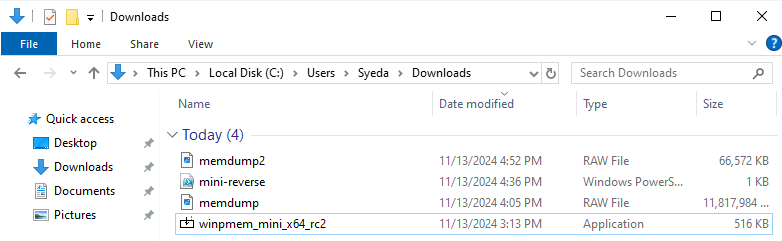 Downloads
File Home Share View
This PC > Local Disk (C:) > Users > Syeda > Downloads Search Downloads
Name Date modified Type Size
Quick access
Desktop
Downloads
Documents
Pictures
Today (4)
memdump2 11/13/2024 4:52 PM RAW File 66,572 KB
mini-reverse 11/13/2024 4:36 PM Windows PowerS... 1 KB
memdump 11/13/2024 4:05 PM RAW File 11,817,984 ...
winpmem_mini_x64_rc2 11/13/2024 3:13 PM Application 516 KB